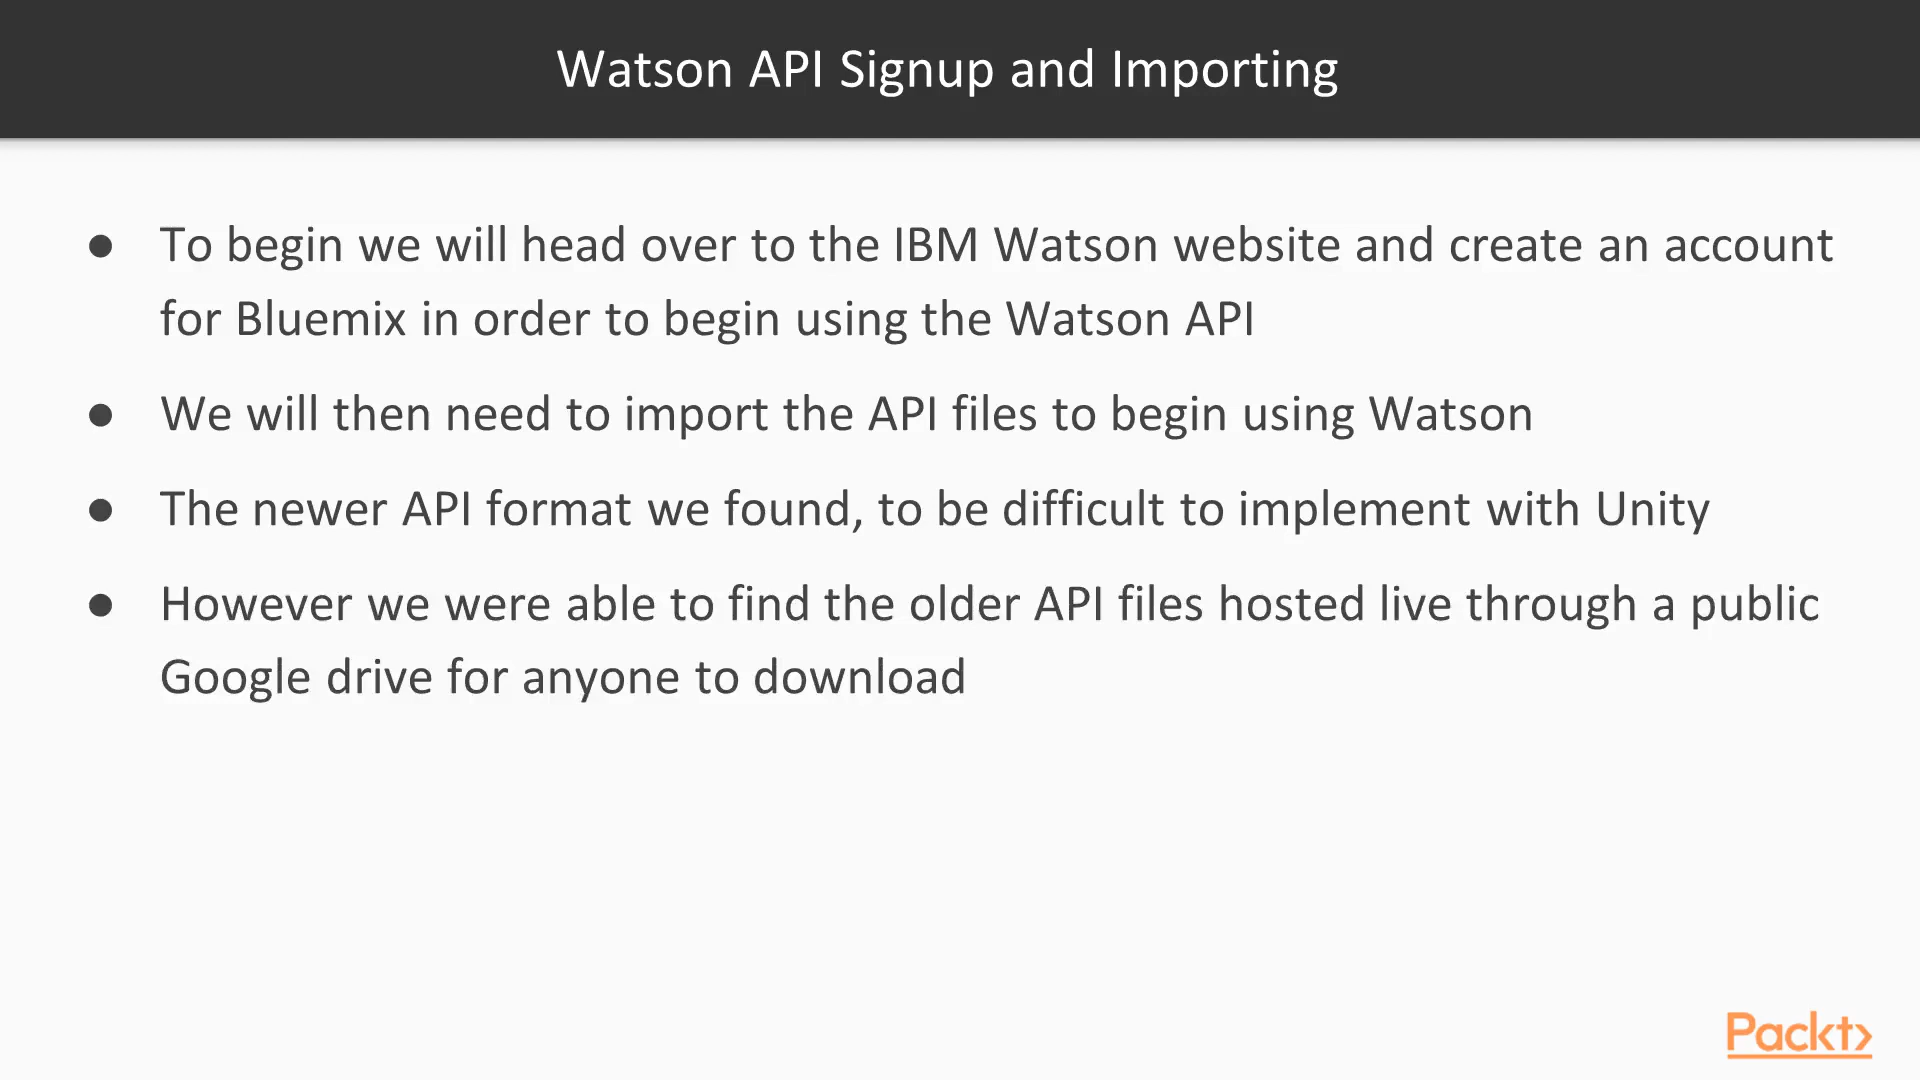 Watson API Signup and Importing
● To begin we will head over to the IBM Watson website and create an account
for Bluemix in order to begin using the Watson API
● We will then need to import the API files to begin using Watson
● The newer API format we found, to be difficult to implement with Unity
● However we were able to find the older API files hosted live through a public
Google drive for anyone to download
Packt>